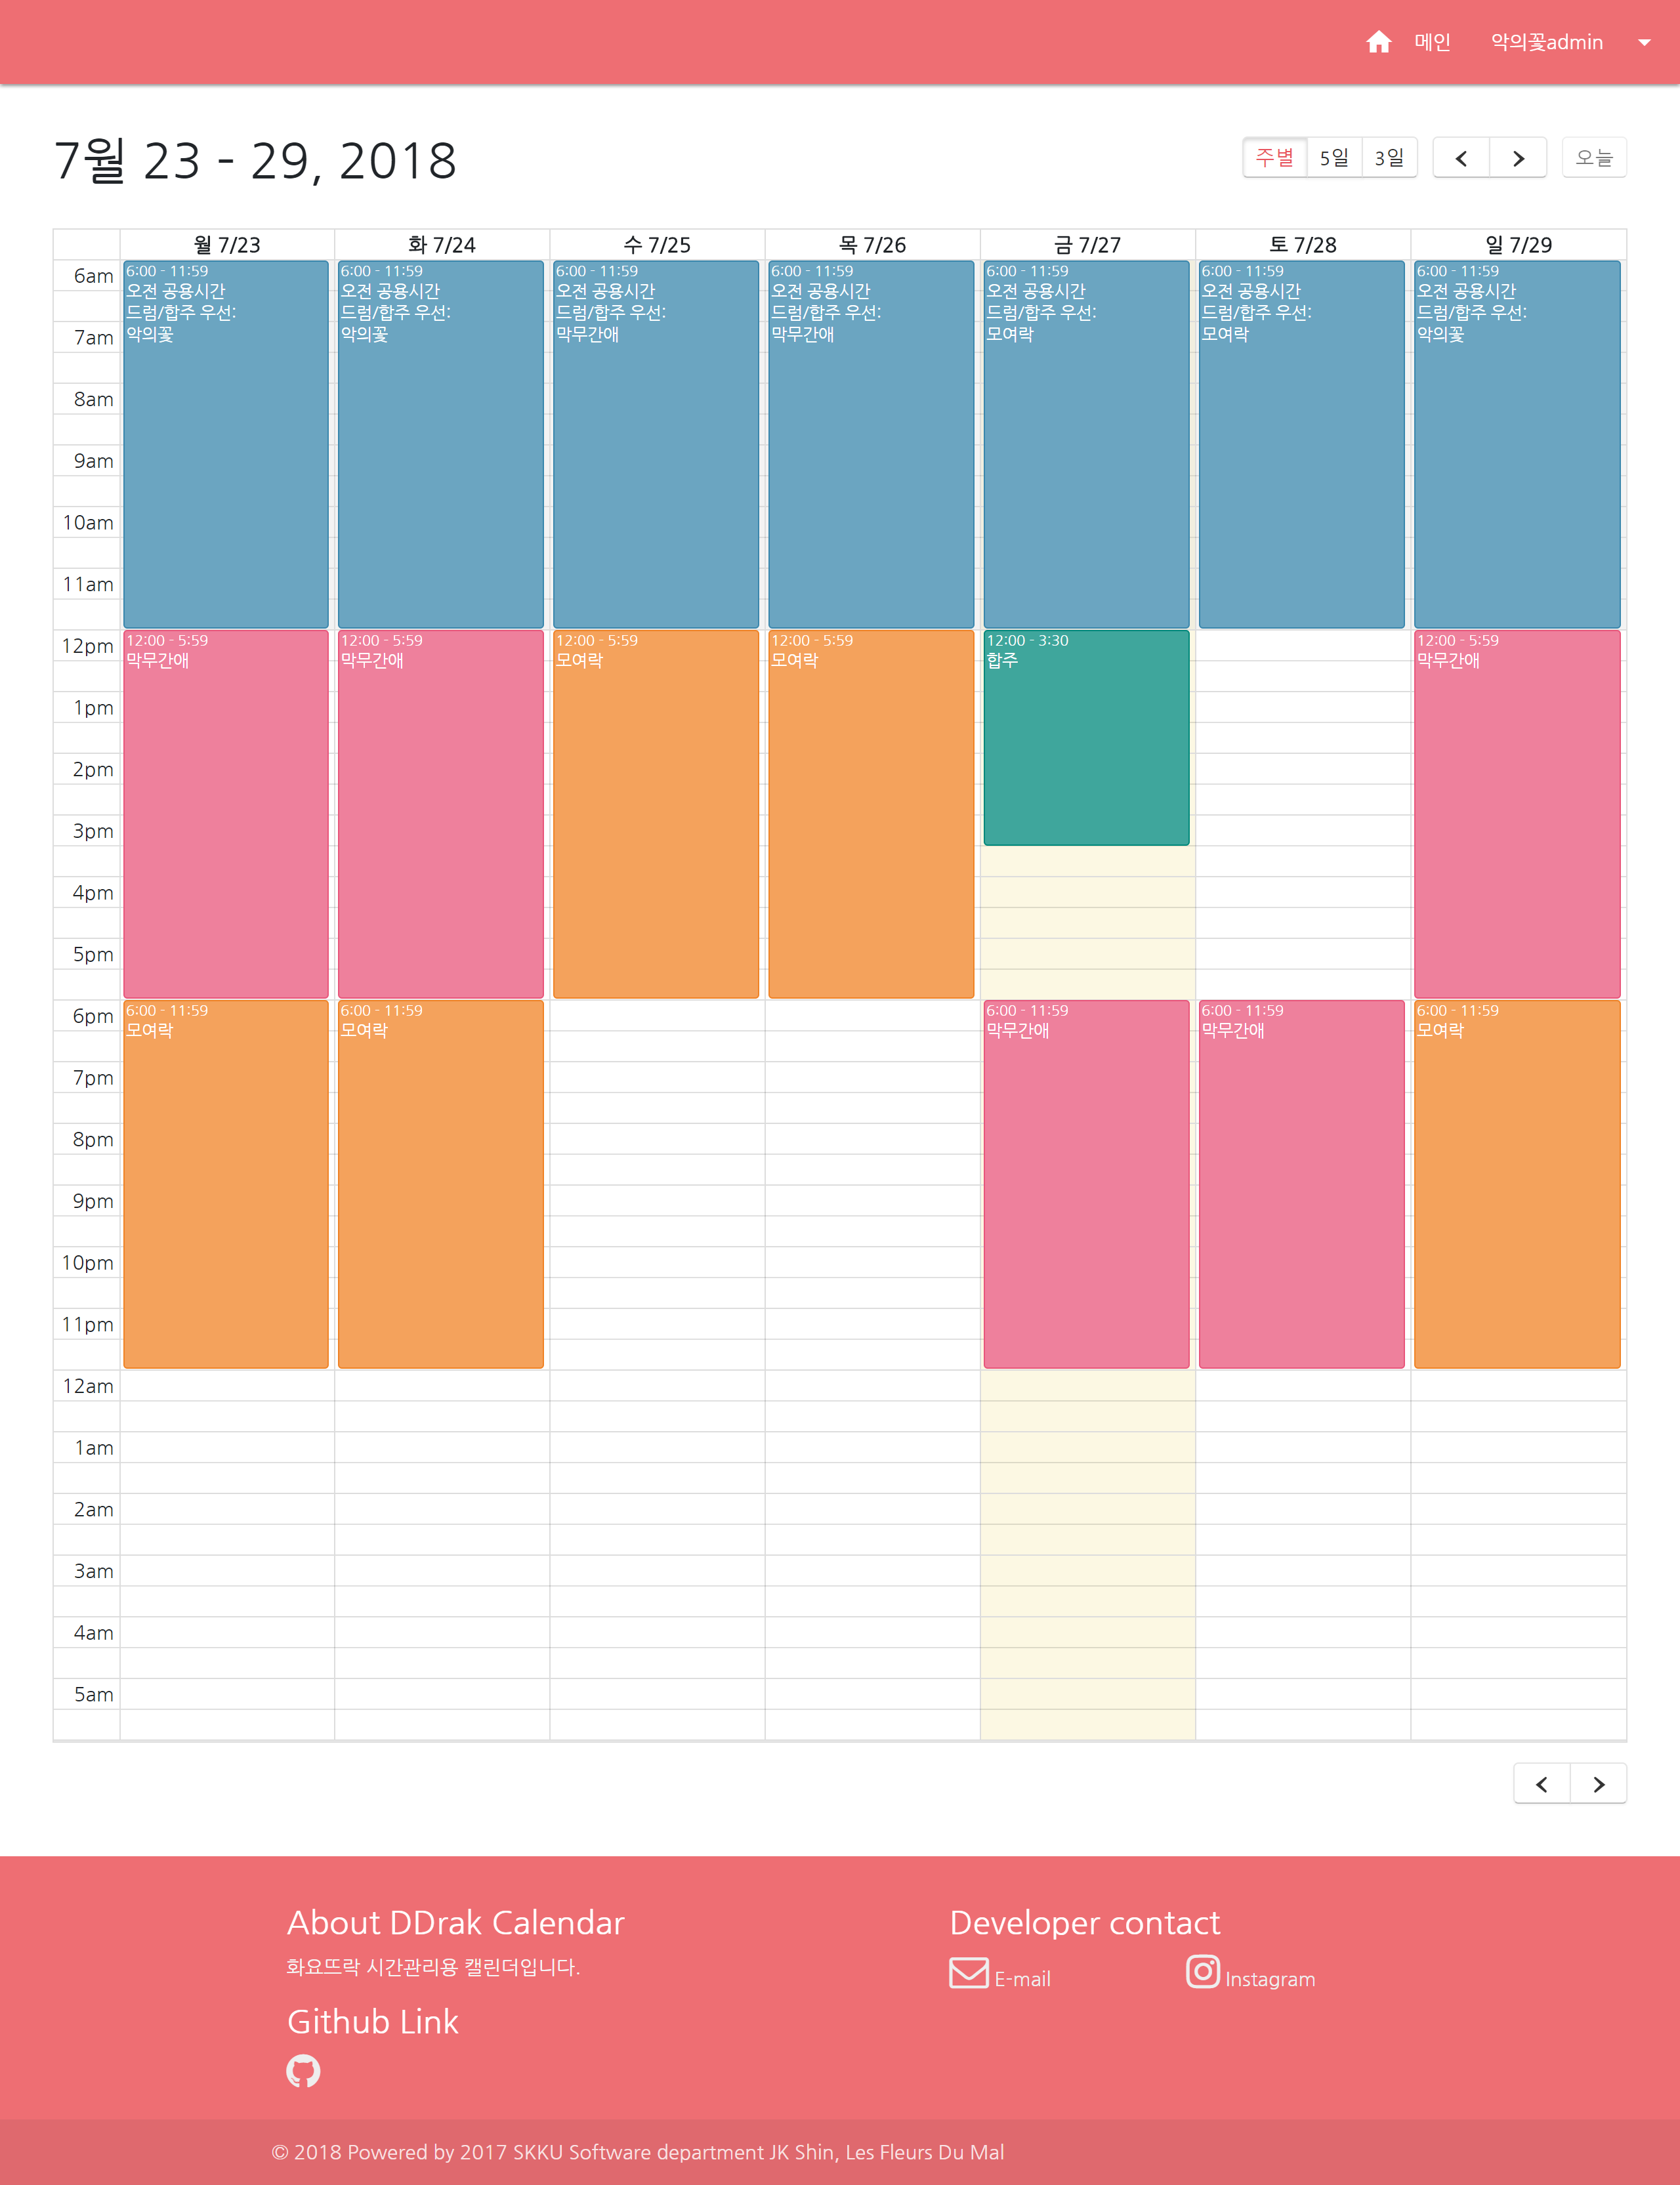 메인 악의꽃admin
7월 23 - 29, 2018
주별 5일 3일 오늘
월 7/23 화 7/24 수 7/25 목 7/26 금 7/27 토 7/28 일 7/29
6am
6:00 - 11:59
오전 공용시간
드럼/합주 우선:
악의꽃
6:00 - 11:59
오전 공용시간
드럼/합주 우선:
악의꽃
6:00 - 11:59
오전 공용시간
드럼/합주 우선:
막무간애
6:00 - 11:59
오전 공용시간
드럼/합주 우선:
막무간애
6:00 - 11:59
오전 공용시간
드럼/합주 우선:
모여락
6:00 - 11:59
오전 공용시간
드럼/합주 우선:
모여락
6:00 - 11:59
오전 공용시간
드럼/합주 우선:
악의꽃
7am
8am
9am
10am
11am
12pm
12:00 - 5:59
막무간애
12:00 - 5:59
막무간애
12:00 - 5:59
모여락
12:00 - 5:59
모여락
12:00 - 3:30
합주
12:00 - 5:59
막무간애
1pm
2pm
3pm
4pm
5pm
6pm
6:00 - 11:59
모여락
6:00 - 11:59
모여락
6:00 - 11:59
막무간애
6:00 - 11:59
막무간애
6:00 - 11:59
모여락
7pm
8pm
9pm
10pm
11pm
12am
1am
2am
3am
4am
5am
About DDrak Calendar
화요뜨락 시간관리용 캘린더입니다.
Github Link
Developer contact
E-mail Instagram
© 2018 Powered by 2017 SKKU Software department JK Shin, Les Fleurs Du Mal